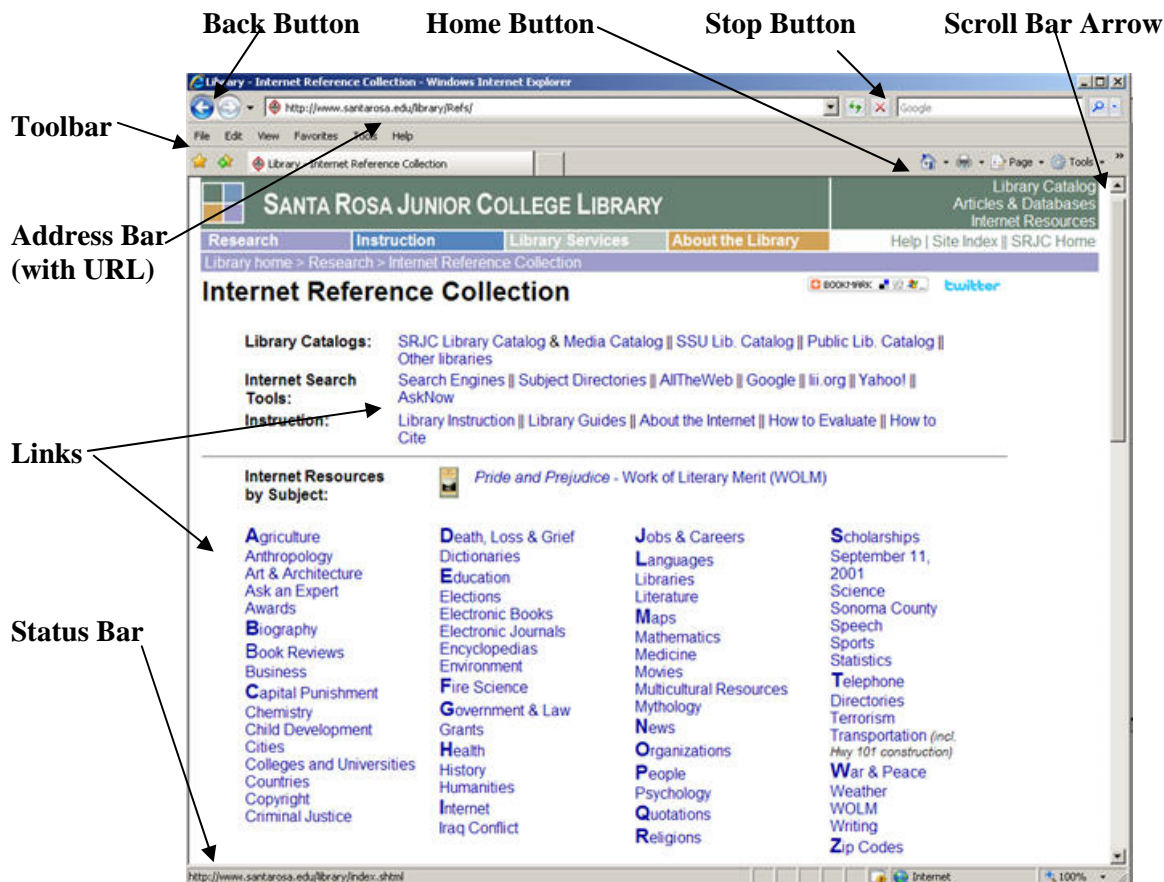 Back Button Home Button Stop Button Scroll Bar Arrow
Library - Internet Reference Collection - Windows Internet Explorer
http://www.santarosa.edu/library/Refs/ Google
Toolbar
File Edit View Favorites Tools Help
Library - Internet Reference Collection Page Tools
SANTA ROSA JUNIOR COLLEGE LIBRARY
Library Catalog
Articles & Databases
Internet Resources
Address Bar
(with URL)
Research Instruction Library Services About the Library Help | Site Index || SRJC Home
Library home > Research > Internet Reference Collection
Internet Reference Collection
BOOKMARK twitter
Library Catalogs: SRJC Library Catalog & Media Catalog || SSU Lib. Catalog || Public Lib. Catalog ||
Other libraries
Internet Search Search Engines || Subject Directories || AllTheWeb || Google || lii.org || Yahoo! ||
Tools: AskNow
Instruction: Library Instruction || Library Guides || About the Internet || How to Evaluate || How to
Cite
Links
Internet Resources Pride and Prejudice - Work of Literary Merit (WOLM)
by Subject:
Agriculture
Anthropology
Art & Architecture
Ask an Expert
Awards
Biography
Book Reviews
Business
Capital Punishment
Chemistry
Child Development
Cities
Colleges and Universities
Countries
Copyright
Criminal Justice
Death, Loss & Grief
Dictionaries
Education
Elections
Electronic Books
Electronic Journals
Encyclopedias
Environment
Fire Science
Government & Law
Grants
Health
History
Humanities
Internet
Iraq Conflict
Jobs & Careers
Languages
Libraries
Literature
Maps
Mathematics
Medicine
Movies
Multicultural Resources
Mythology
News
Organizations
People
Psychology
Quotations
Religions
Scholarships
September 11,
2001
Science
Sonoma County
Speech
Sports
Statistics
Telephone
Directories
Terrorism
Transportation (incl.
Hwy 101 construction)
War & Peace
Weather
WOLM
Writing
Zip Codes
Status Bar
http://www.santarosa.edu/library/index.shtml Internet 100%